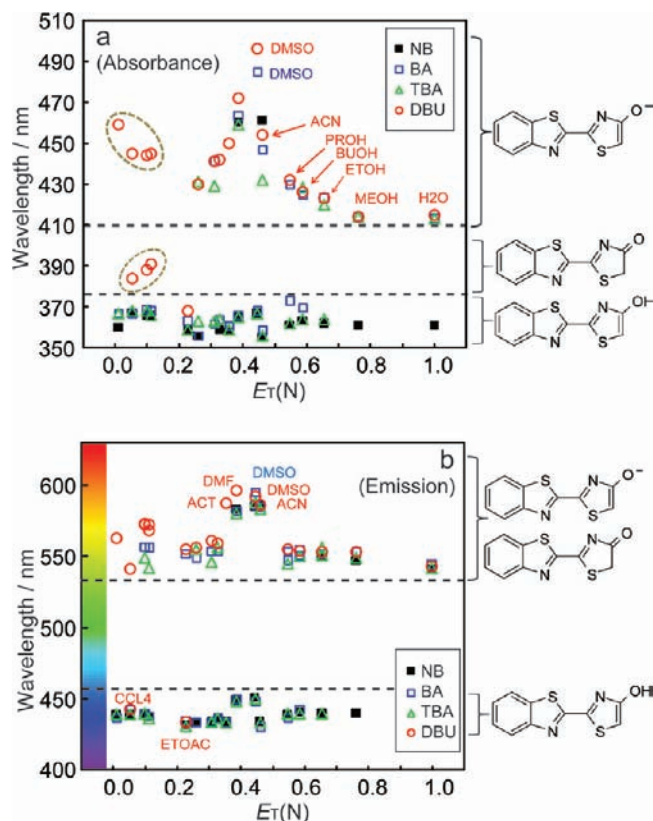 a
(Absorbance)
DMSO
DMSO
NB
BA
TBA
DBU
ACN
PROH
BUOH
ETOH
MEOH
H2O
Wavelength / nm
510
490
470
450
430
410
390
370
350
0.0 0.2 0.4 0.6 0.8 1.0
ET(N)
S
N
N
S
O−
S
N
N
S
O
S
N
N
S
OH
b
(Emission)
DMF
DMSO
ACT
DMSO
ACN
CCL4
ETOAC
NB
BA
TBA
DBU
Wavelength / nm
600
550
500
450
400
0.0 0.2 0.4 0.6 0.8 1.0
ET(N)
S
N
N
S
O−
S
N
N
S
O
S
N
N
S
OH